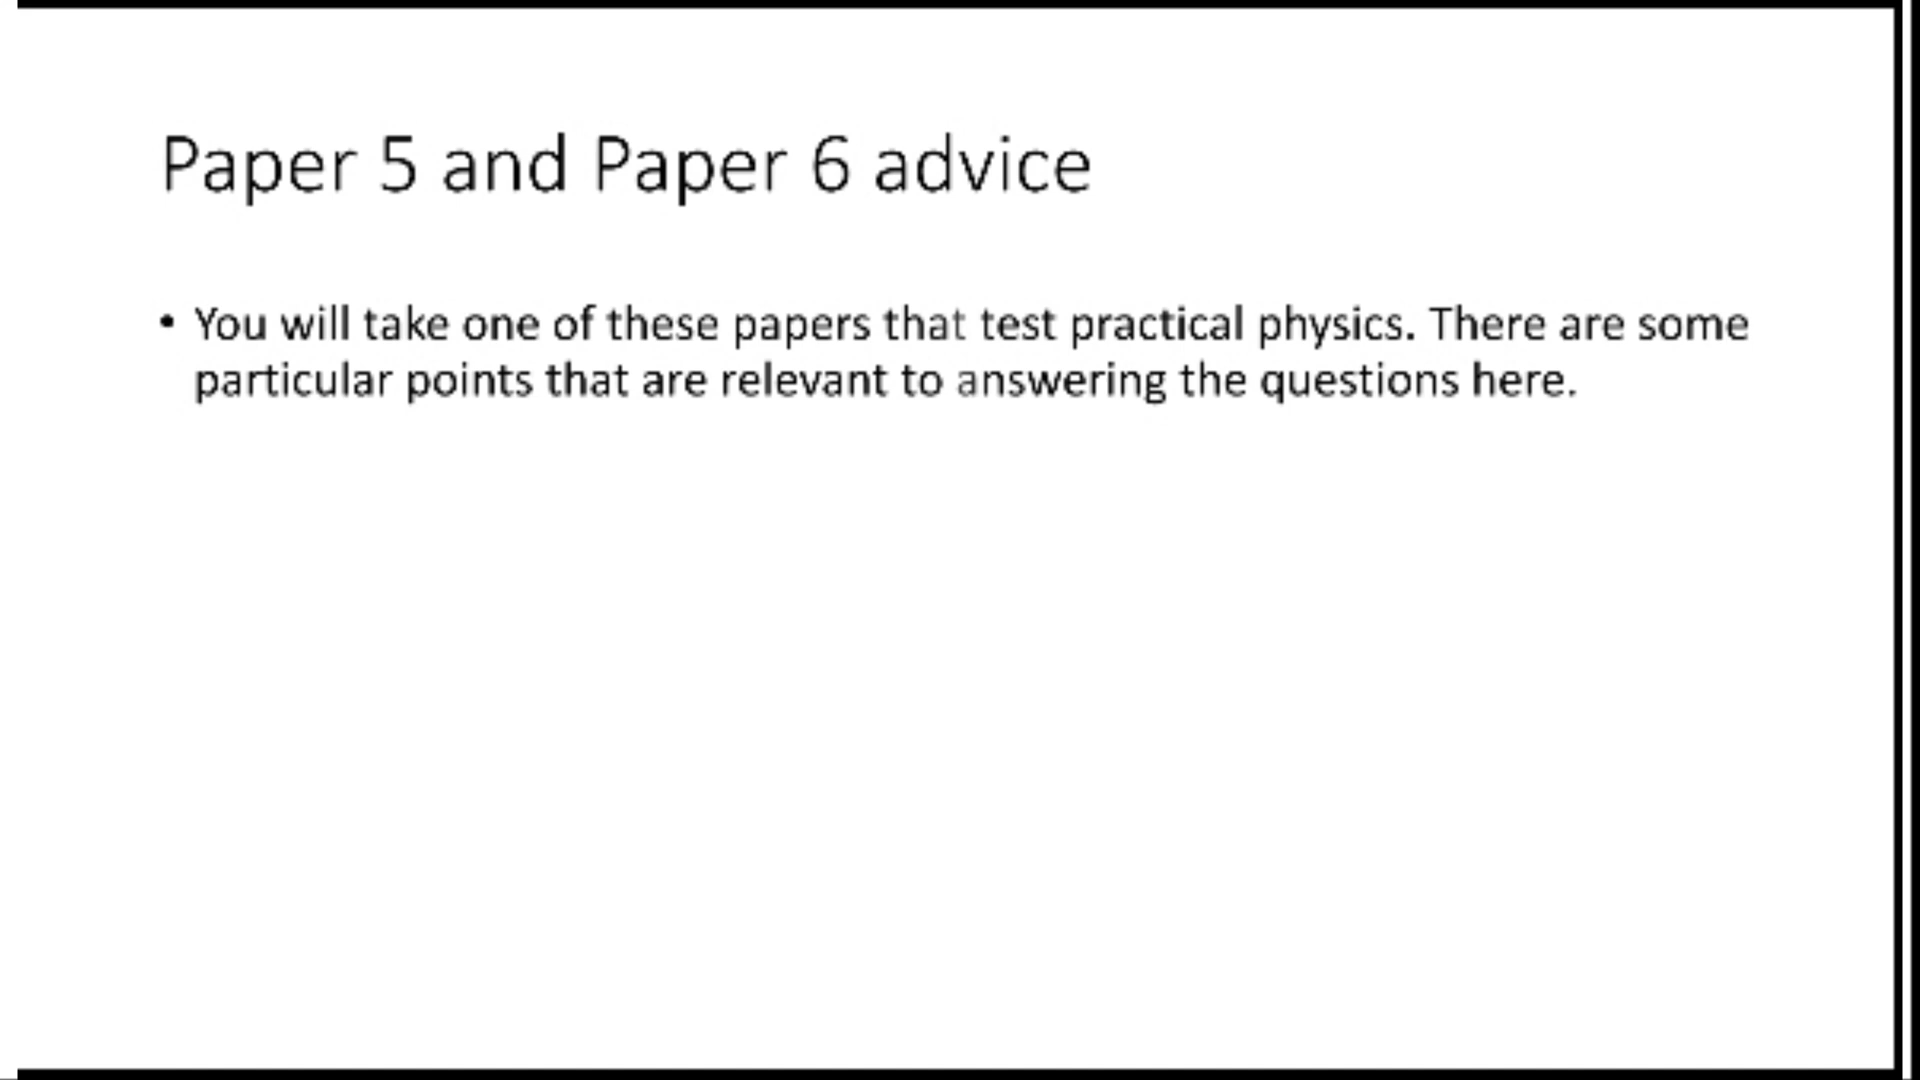 Paper 5 and Paper 6 advice
• You will take one of these papers that test practical physics. There are some
particular points that are relevant to answering the questions here.